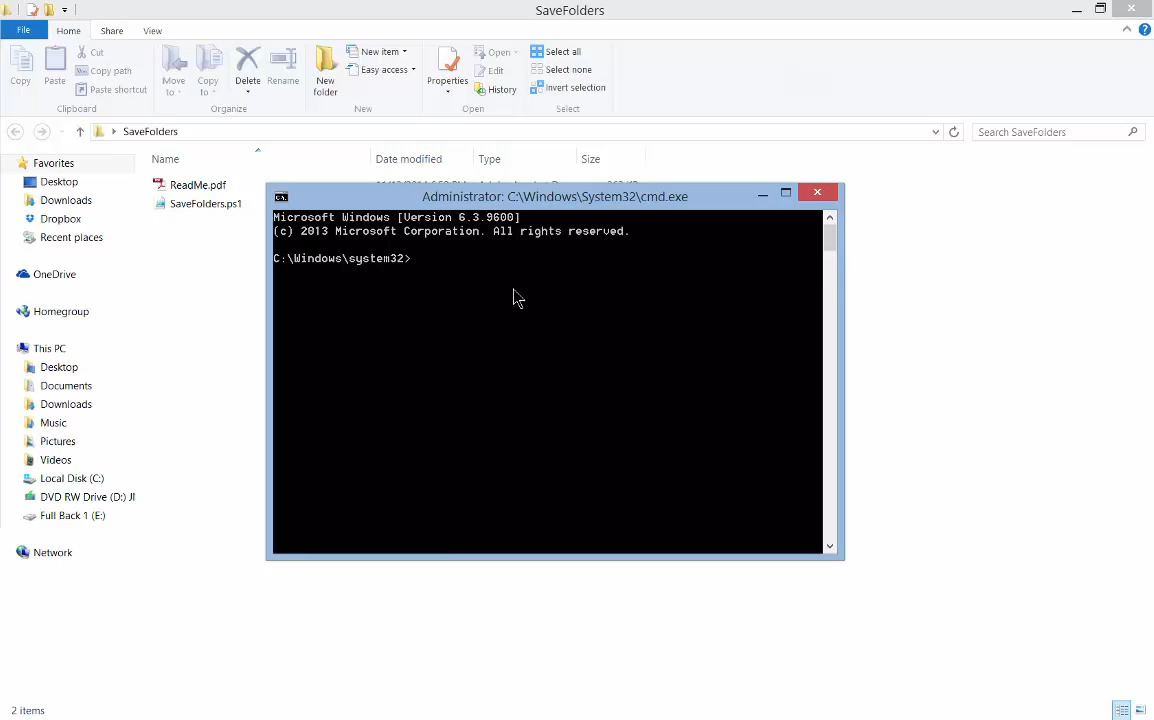 SaveFolders
File
Home
Share
View
Copy
Paste
Cut
Copy path
Paste shortcut
Clipboard
Move to
Copy to
Delete
Rename
Organize
New folder
New item
Easy access
New
Properties
Open
Edit
History
Open
Select all
Select none
Invert selection
Select
SaveFolders
Search SaveFolders
Name
Date modified
Type
Size
Favorites
Desktop
Downloads
Dropbox
Recent places
OneDrive
Homegroup
This PC
Desktop
Documents
Downloads
Music
Pictures
Videos
Local Disk (C:)
DVD RW Drive (D:)
Full Back 1 (E:)
Network
ReadMe.pdf
SaveFolders.ps1
Administrator: C:\Windows\System32\cmd.exe
Microsoft Windows [Version 6.3.9600]
(c) 2013 Microsoft Corporation. All rights reserved.
C:\Windows\system32>
2 items